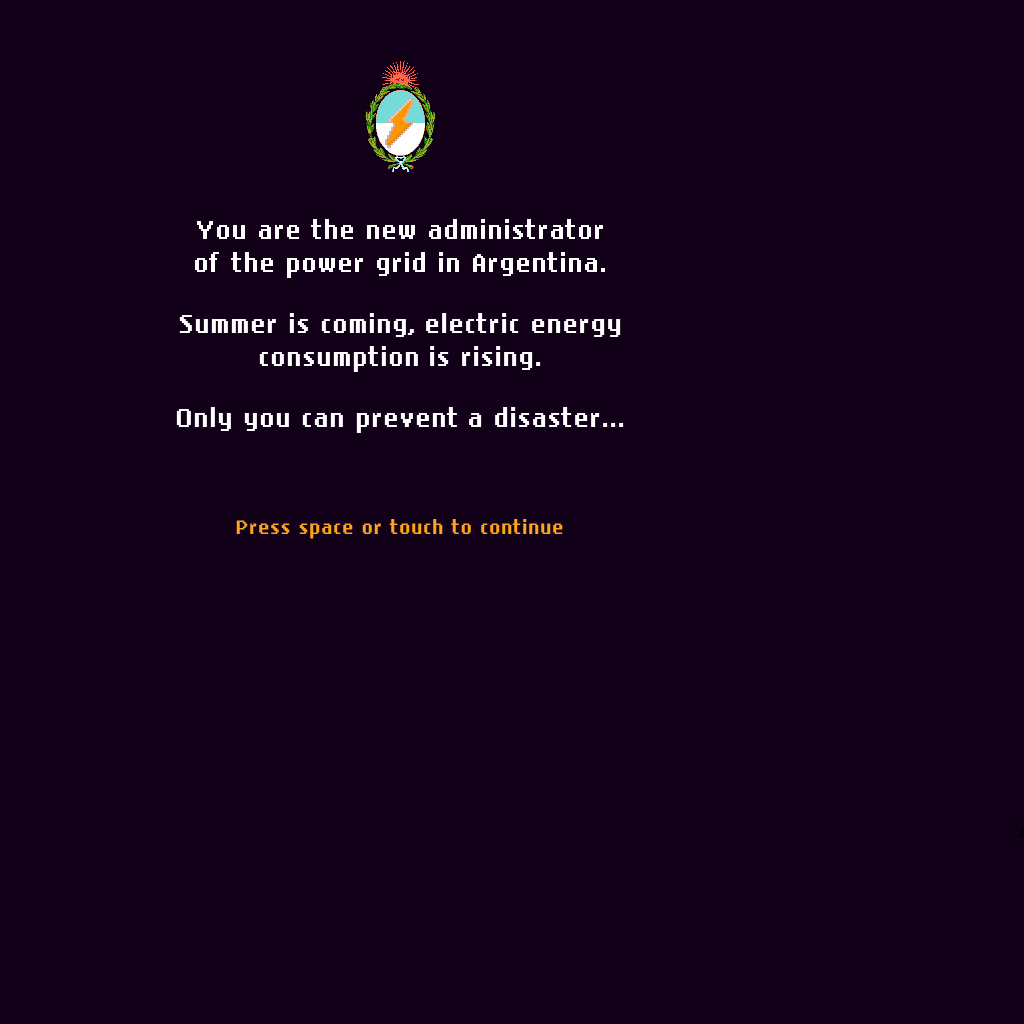 You are the new administrator
of the power grid in Argentina.
Summer is coming, electric energy
consumption is rising.
Only you can prevent a disaster...
Press space or touch to continue